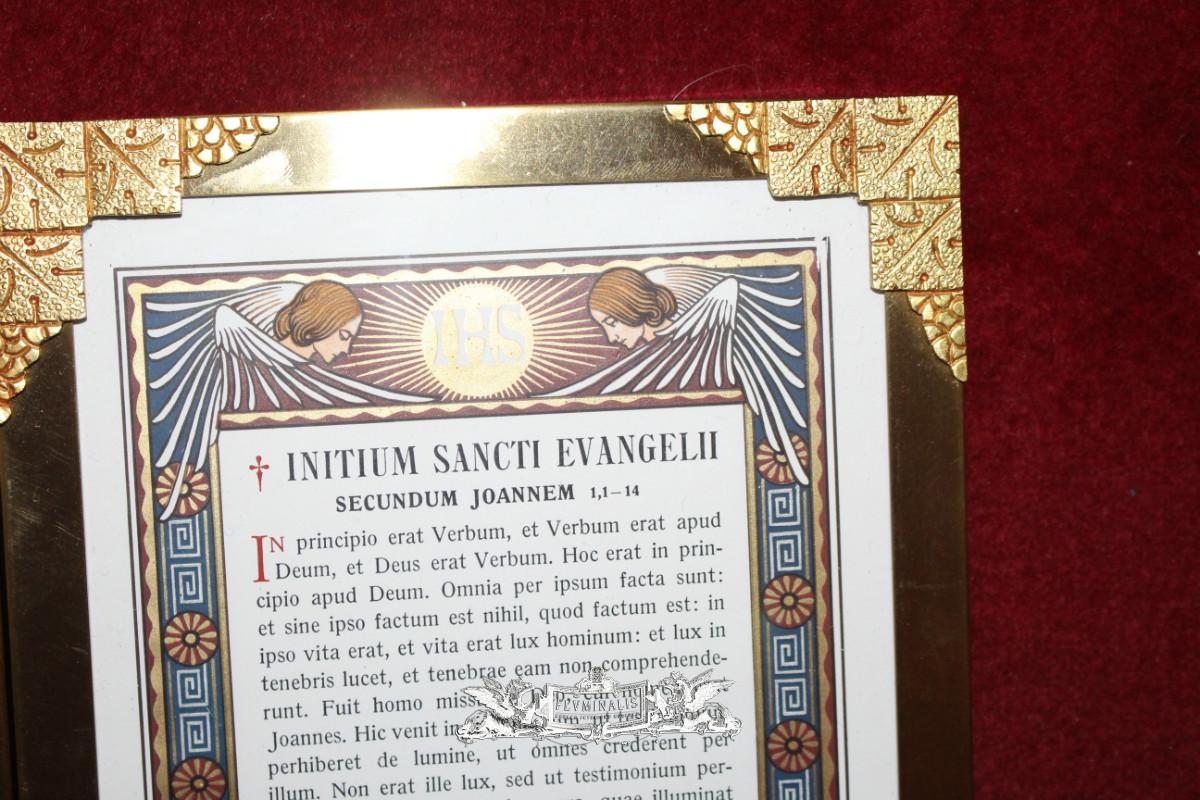 IHS
† INITIUM SANCTI EVANGELII
SECUNDUM JOANNEM 1,1–14
IN principio erat Verbum, et Verbum erat apud
Deum, et Deus erat Verbum. Hoc erat in prin-
cipio apud Deum. Omnia per ipsum facta sunt:
et sine ipso factum est nihil, quod factum est: in
ipso vita erat, et vita erat lux hominum: et lux in
tenebris lucet, et tenebrae eam non comprehende-
runt. Fuit homo
FLVMINALIS
Joannes. Hic venit in
perhiberet de lumine, ut omnes crederent per
illum. Non erat ille lux, sed ut testimonium per-
quae illuminat